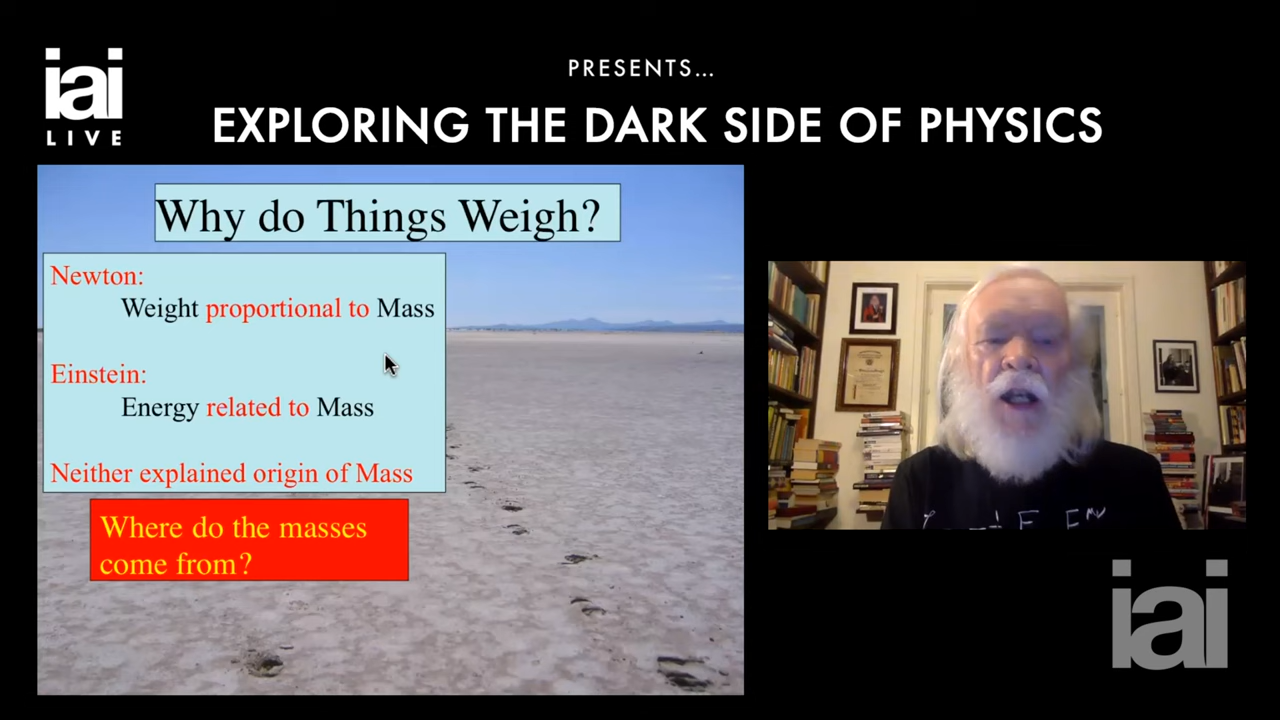 iai
LIVE
PRESENTS...
EXPLORING THE DARK SIDE OF PHYSICS
Why do Things Weigh?
Newton:
Weight proportional to Mass
Einstein:
Energy related to Mass
Neither explained origin of Mass
Where do the masses
come from?
iai